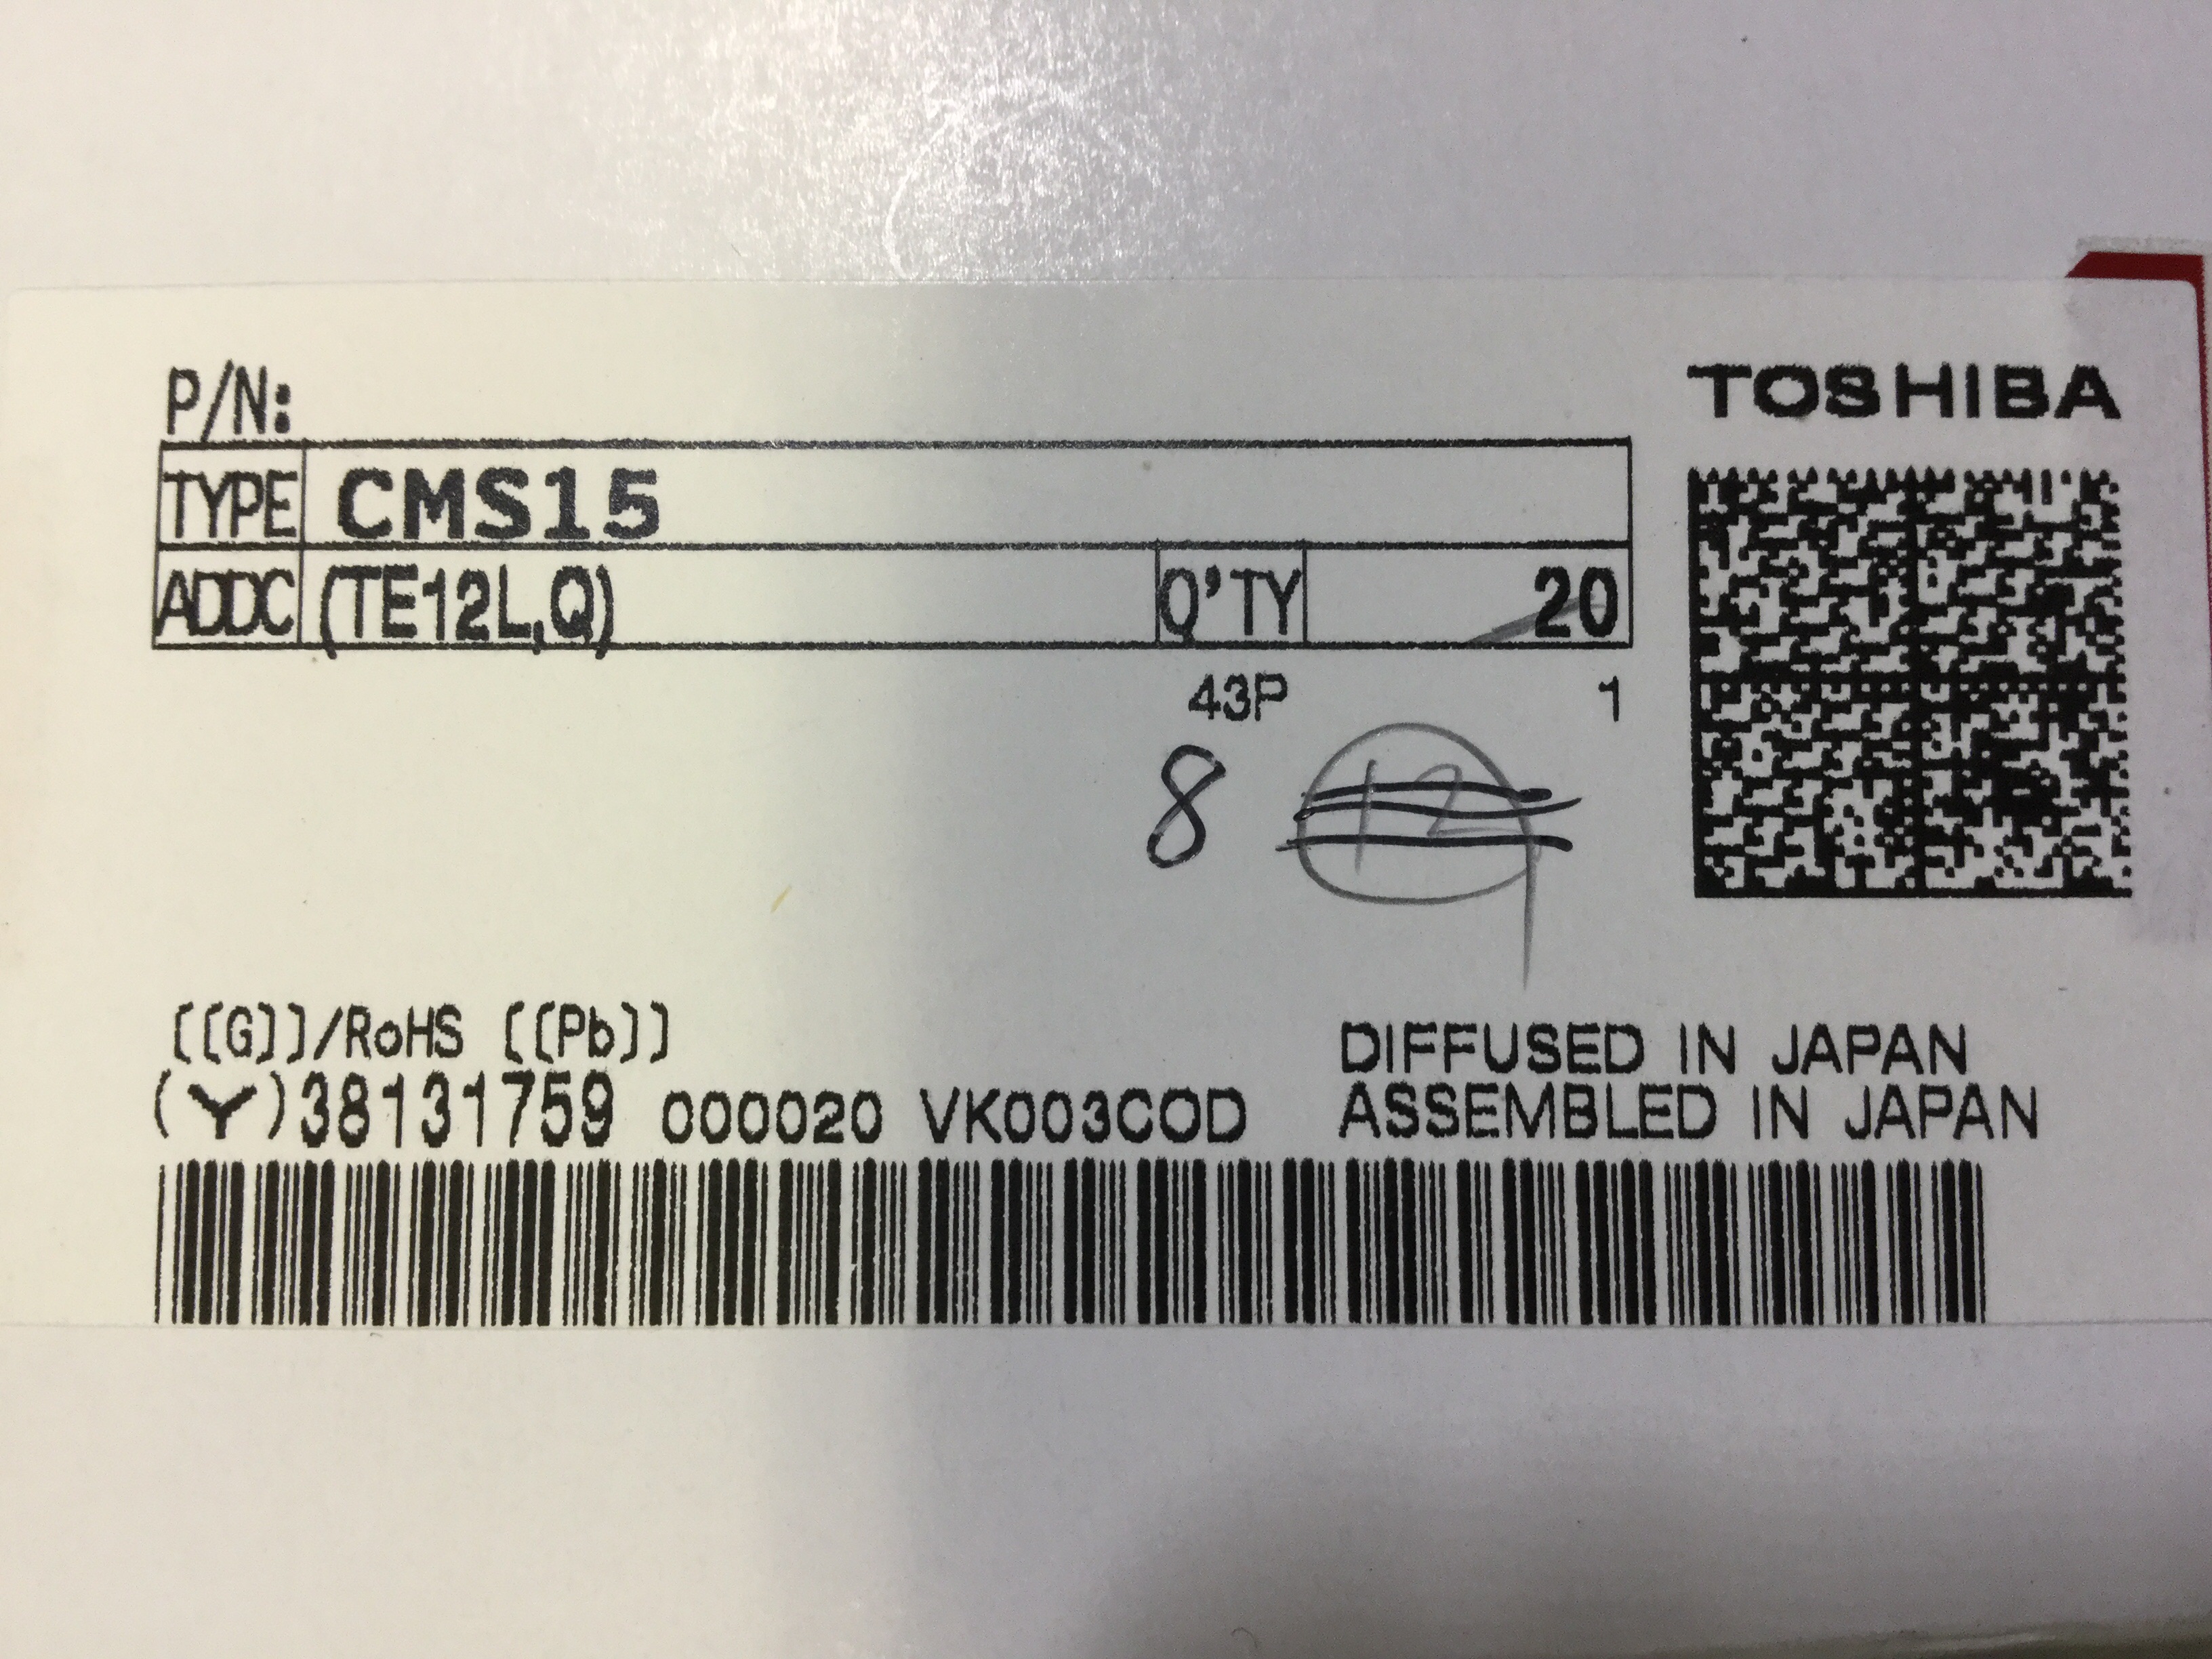 P/N:
TOSHIBA
TYPE CMS15
ADDC (TE12L,Q) Q'TY 20
43P 1
8 12
[[G]]/RoHS [[Pb]]
(Y)38131759 000020 VK003COD
DIFFUSED IN JAPAN
ASSEMBLED IN JAPAN